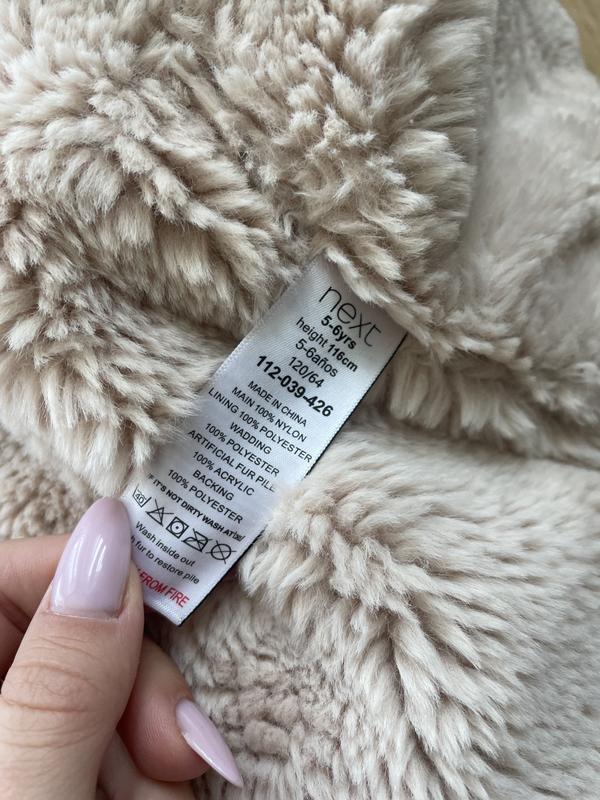 next
5-6yrs
height 116cm
5-6años
120/64
112-039-426
MADE IN CHINA
MAIN 100% NYLON
LINING 100% POLYESTER
WADDING
100% POLYESTER
ARTIFICIAL FUR PILE
100% ACRYLIC
BACKING
100% POLYESTER
IF IT'S NOT DIRTY WASH AT
40
Wash inside out
fur to restore pile
FROM FIRE